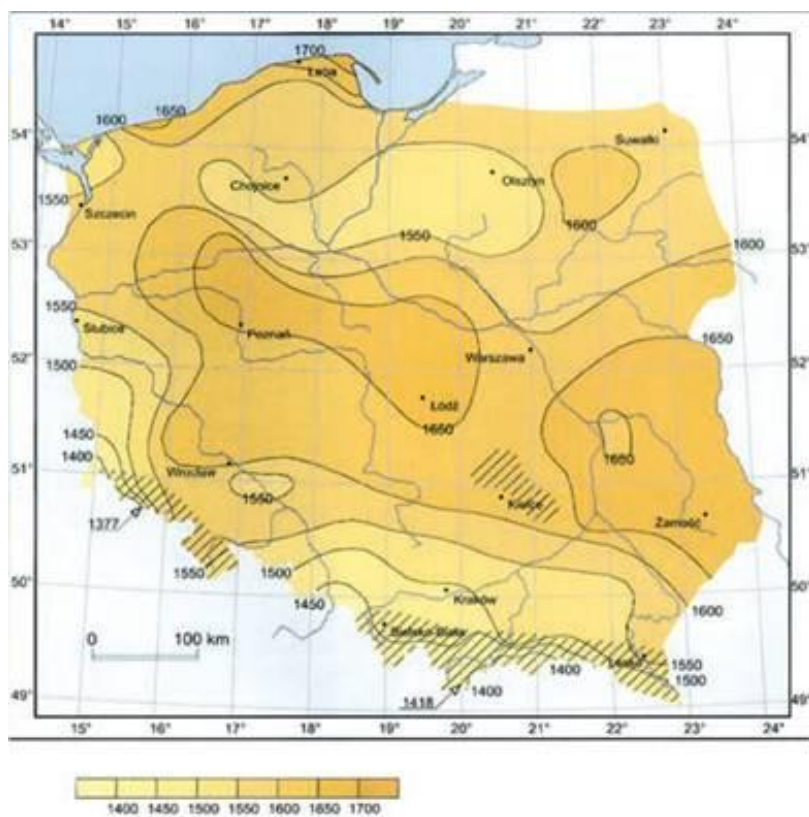 14° 15° 16° 17° 18° 19° 20° 21° 22° 23° 24°
1700
Łeba
1650
1600
54°
Suwałki
54°
Chojnice
Olsztyn
1550
Szczecin
1600
1550
1600
53°
53°
1550
Słubice
1650
Poznań
Warszawa
52°
52°
1500
Łódź
1650
1450
1400
51°
Wrocław
1650
51°
1550
Kielce
Zamość
1377
1550
1500
50°
50°
1450
Kraków
1600
0 100 km
Bielsko-Biała
1400
Lesko
1550
1500
49°
1418
1400
49°
15° 16° 17° 18° 19° 20° 21° 22° 23° 24°
1400 1450 1500 1550 1600 1650 1700